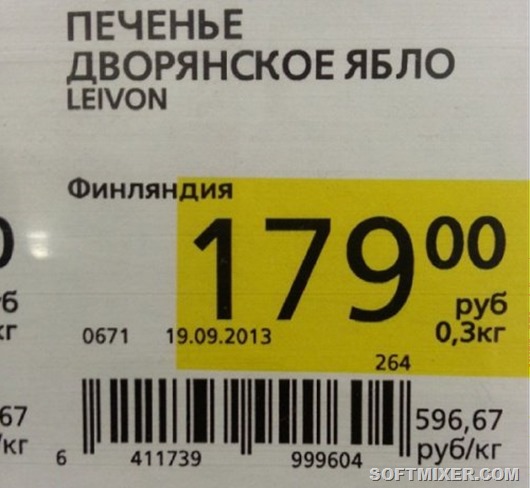 ПЕЧЕНЬЕ
ДВОРЯНСКОЕ ЯБЛО
LEIVON
Финляндия
179 00
руб
0,3кг
0671 19.09.2013
264
596,67
руб/кг
6 411739 999604
SOFTMIXER.COM